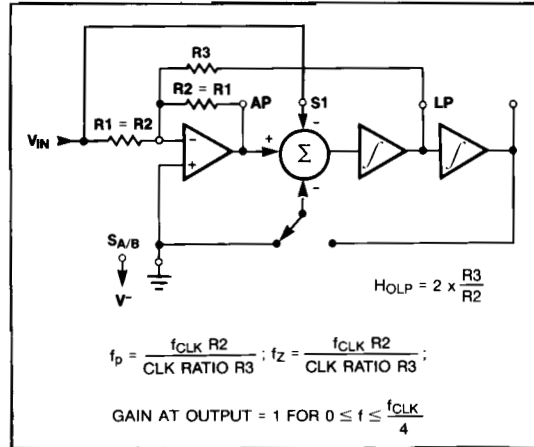 R3
R2 = R1
AP
S1
LP
R1 = R2
VIN
−
+
+
−
Σ
−
∫
∫
SA/B
V−
HOLP = 2 x R3/R2
fp = fCLK R2 / CLK RATIO R3 ; fZ = fCLK R2 / CLK RATIO R3 ;
GAIN AT OUTPUT = 1 FOR 0 ≤ f ≤ fCLK/4